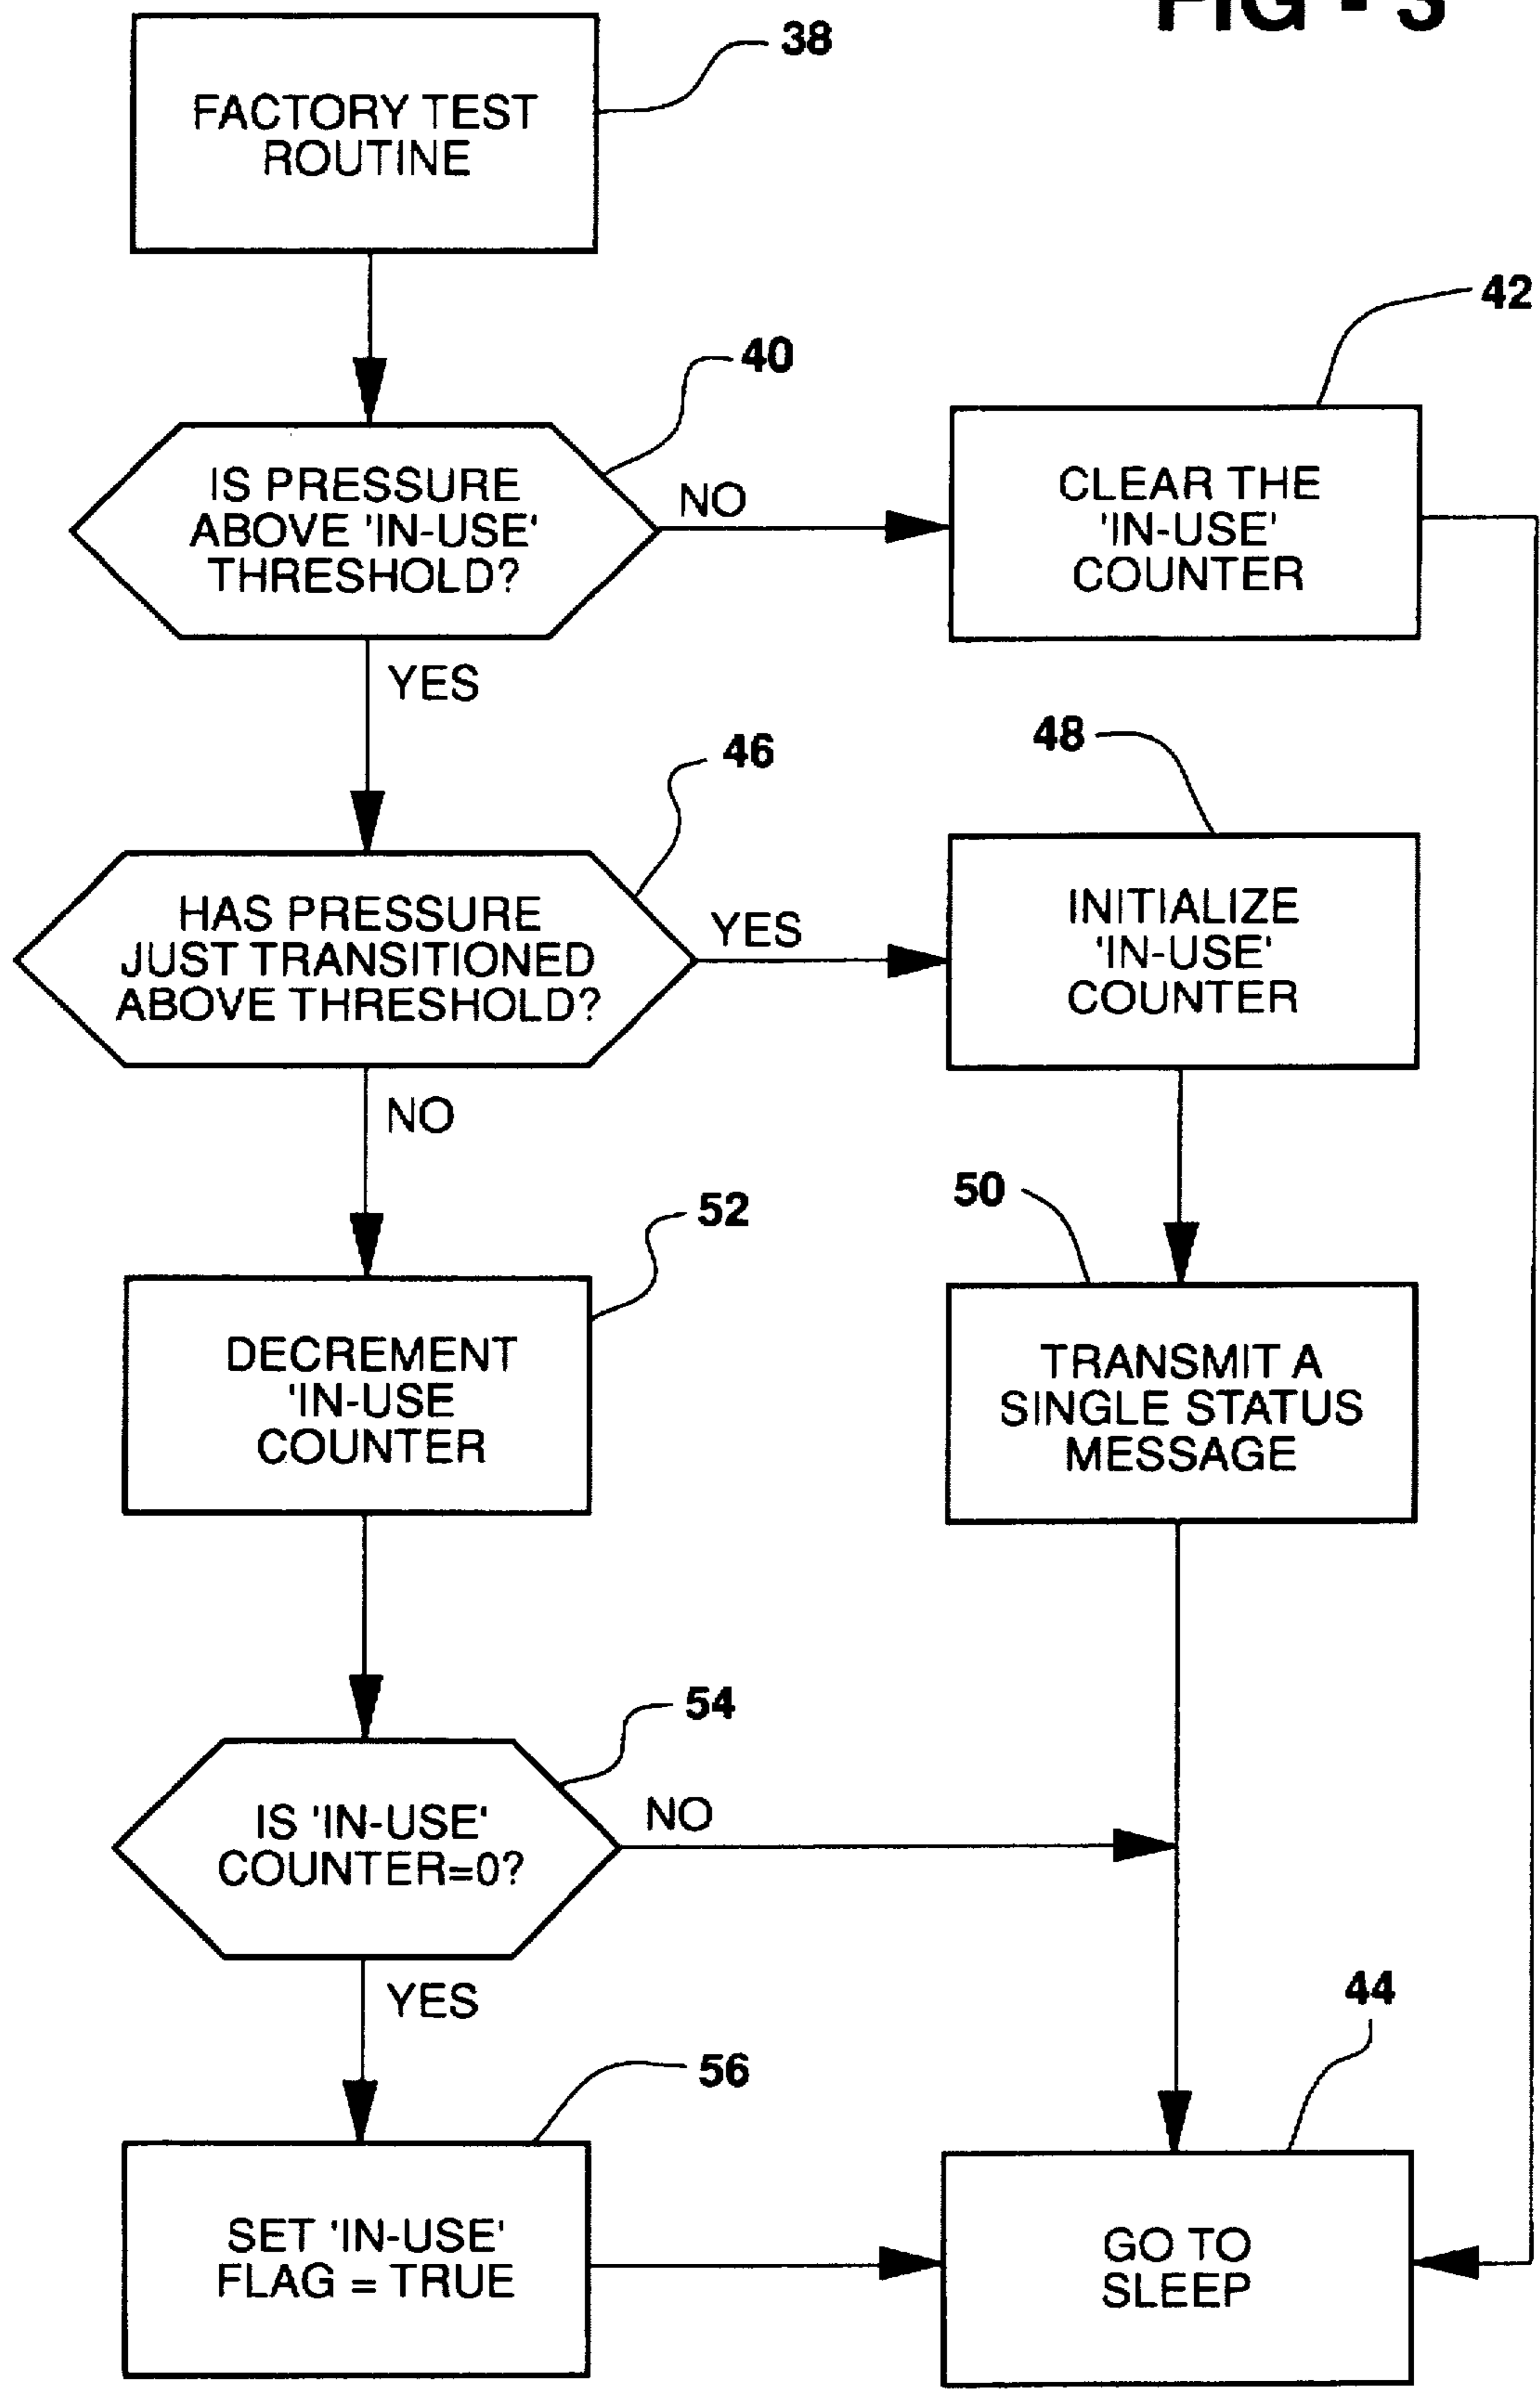 FIG - 3
38
FACTORY TEST
ROUTINE
40
42
IS PRESSURE
ABOVE 'IN-USE'
THRESHOLD?
NO
CLEAR THE
'IN-USE'
COUNTER
YES
46
48
HAS PRESSURE
JUST TRANSITIONED
ABOVE THRESHOLD?
YES
INITIALIZE
'IN-USE'
COUNTER
NO
52
50
DECREMENT
'IN-USE
COUNTER
TRANSMIT A
SINGLE STATUS
MESSAGE
54
IS 'IN-USE'
COUNTER=0?
NO
YES
44
56
SET 'IN-USE'
FLAG = TRUE
GO TO
SLEEP